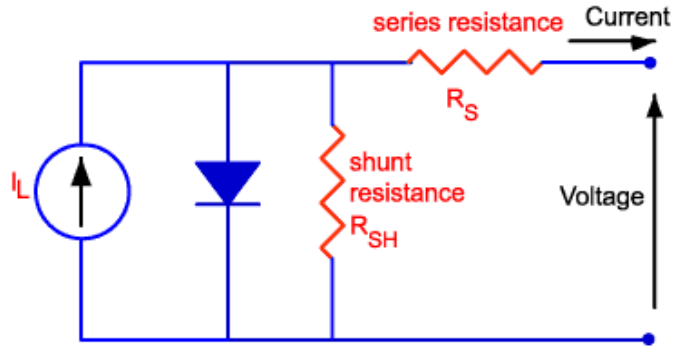 series resistance
Current
R_S
I_L
shunt
resistance
R_SH
Voltage